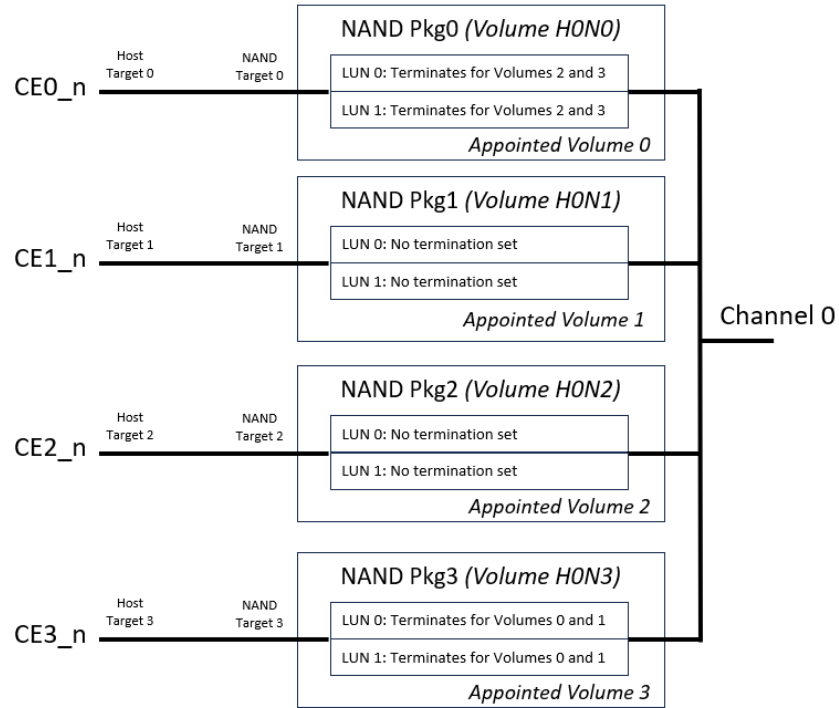 NAND Pkg0 (Volume H0N0)
Host
Target 0
NAND
Target 0
CE0_n
LUN 0: Terminates for Volumes 2 and 3
LUN 1: Terminates for Volumes 2 and 3
Appointed Volume 0
NAND Pkg1 (Volume H0N1)
Host
Target 1
NAND
Target 1
CE1_n
LUN 0: No termination set
LUN 1: No termination set
Appointed Volume 1
Channel 0
NAND Pkg2 (Volume H0N2)
Host
Target 2
NAND
Target 2
CE2_n
LUN 0: No termination set
LUN 1: No termination set
Appointed Volume 2
NAND Pkg3 (Volume H0N3)
Host
Target 3
NAND
Target 3
CE3_n
LUN 0: Terminates for Volumes 0 and 1
LUN 1: Terminates for Volumes 0 and 1
Appointed Volume 3